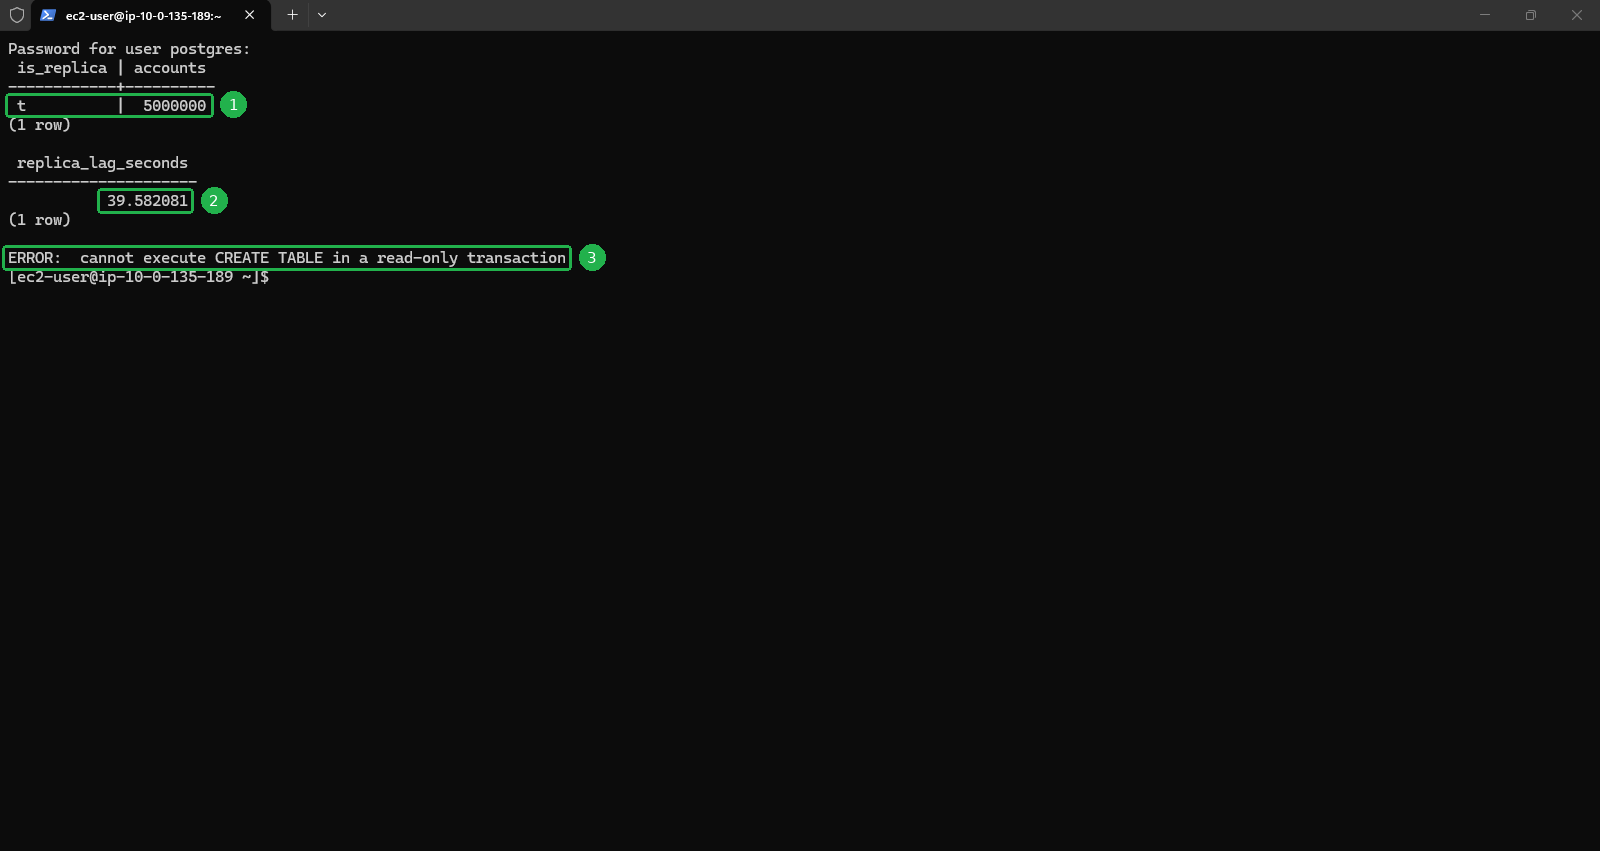 ec2-user@ip-10-0-135-189:~
Password for user postgres:
 is_replica | accounts
------------+----------
 t          |  5000000 1
(1 row)
 replica_lag_seconds
---------------------
           39.582081 2
(1 row)
ERROR:  cannot execute CREATE TABLE in a read-only transaction 3
[ec2-user@ip-10-0-135-189 ~]$